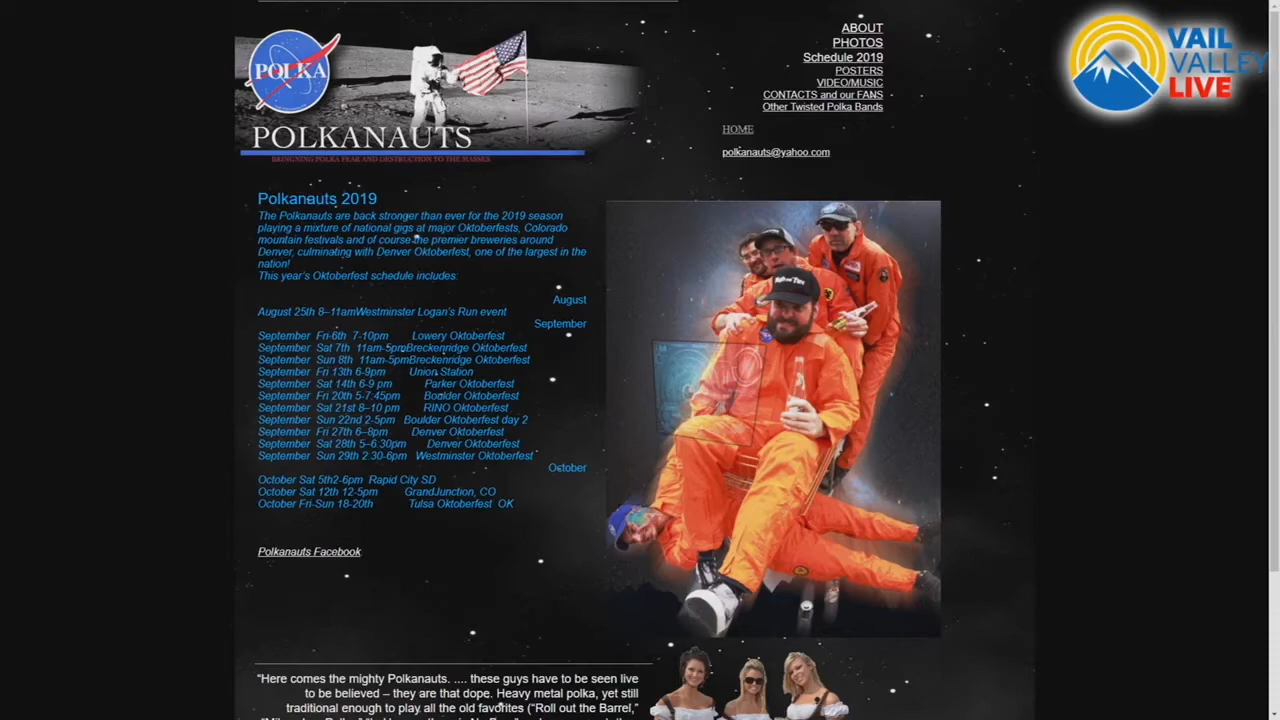 ABOUT
PHOTOS
Schedule 2019
POSTERS
VIDEO/MUSIC
CONTACTS and our FANS
Other Twisted Polka Bands
HOME
polkanauts@yahoo.com
VAIL
VALLEY
LIVE
POLKA
POLKANAUTS
BRINGNING POLKA FEAR AND DESTRUCTION TO THE MASSES
Polkanauts 2019
The Polkanauts are back stronger than ever for the 2019 season
playing a mixture of national gigs at major Oktoberfests, Colorado
mountain festivals and of course the premier breweries around
Denver, culminating with Denver Oktoberfest, one of the largest in the
nation!
This year's Oktoberfest schedule includes:
August
August 25th 8–11amWestminster Logan's Run event
September
September Fri-6th 7-10pm Lowery Oktoberfest
September Sat 7th 11am-5pmBreckenridge Oktoberfest
September Sun 8th 11am-5pmBreckenridge Oktoberfest
September Fri 13th 6-9pm Union Station
September Sat 14th 6-9 pm Parker Oktoberfest
September Fri 20th 5-7:45pm Boulder Oktoberfest
September Sat 21st 8–10 pm RINO Oktoberfest
September Sun 22nd 2-5pm Boulder Oktoberfest day 2
September Fri 27th 6–8pm Denver Oktoberfest
September Sat 28th 5–6.30pm Denver Oktoberfest
September Sun 29th 2:30-6pm Westminster Oktoberfest
October
October Sat 5th2-6pm Rapid City SD
October Sat 12th 12-5pm GrandJunction, CO
October Fri-Sun 18-20th Tulsa Oktoberfest OK
Polkanauts Facebook
“Here comes the mighty Polkanauts. .... these guys have to be seen live
to be believed – they are that dope. Heavy metal polka, yet still
traditional enough to play all the old favorites (“Roll out the Barrel,”